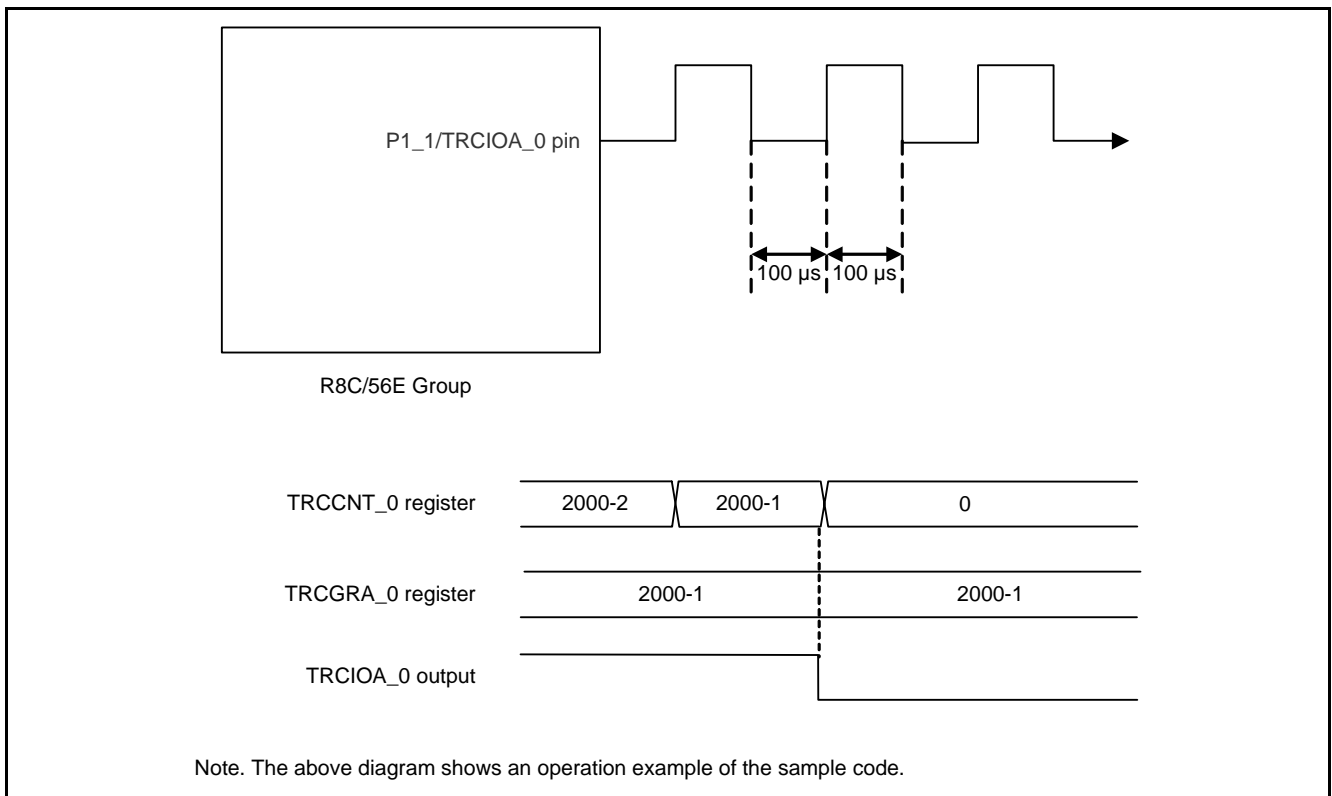 P1_1/TRCIOA_0 pin
100 µs 100 µs
R8C/56E Group
TRCCNT_0 register 2000-2 2000-1 0
TRCGRA_0 register 2000-1 2000-1
TRCIOA_0 output
Note. The above diagram shows an operation example of the sample code.